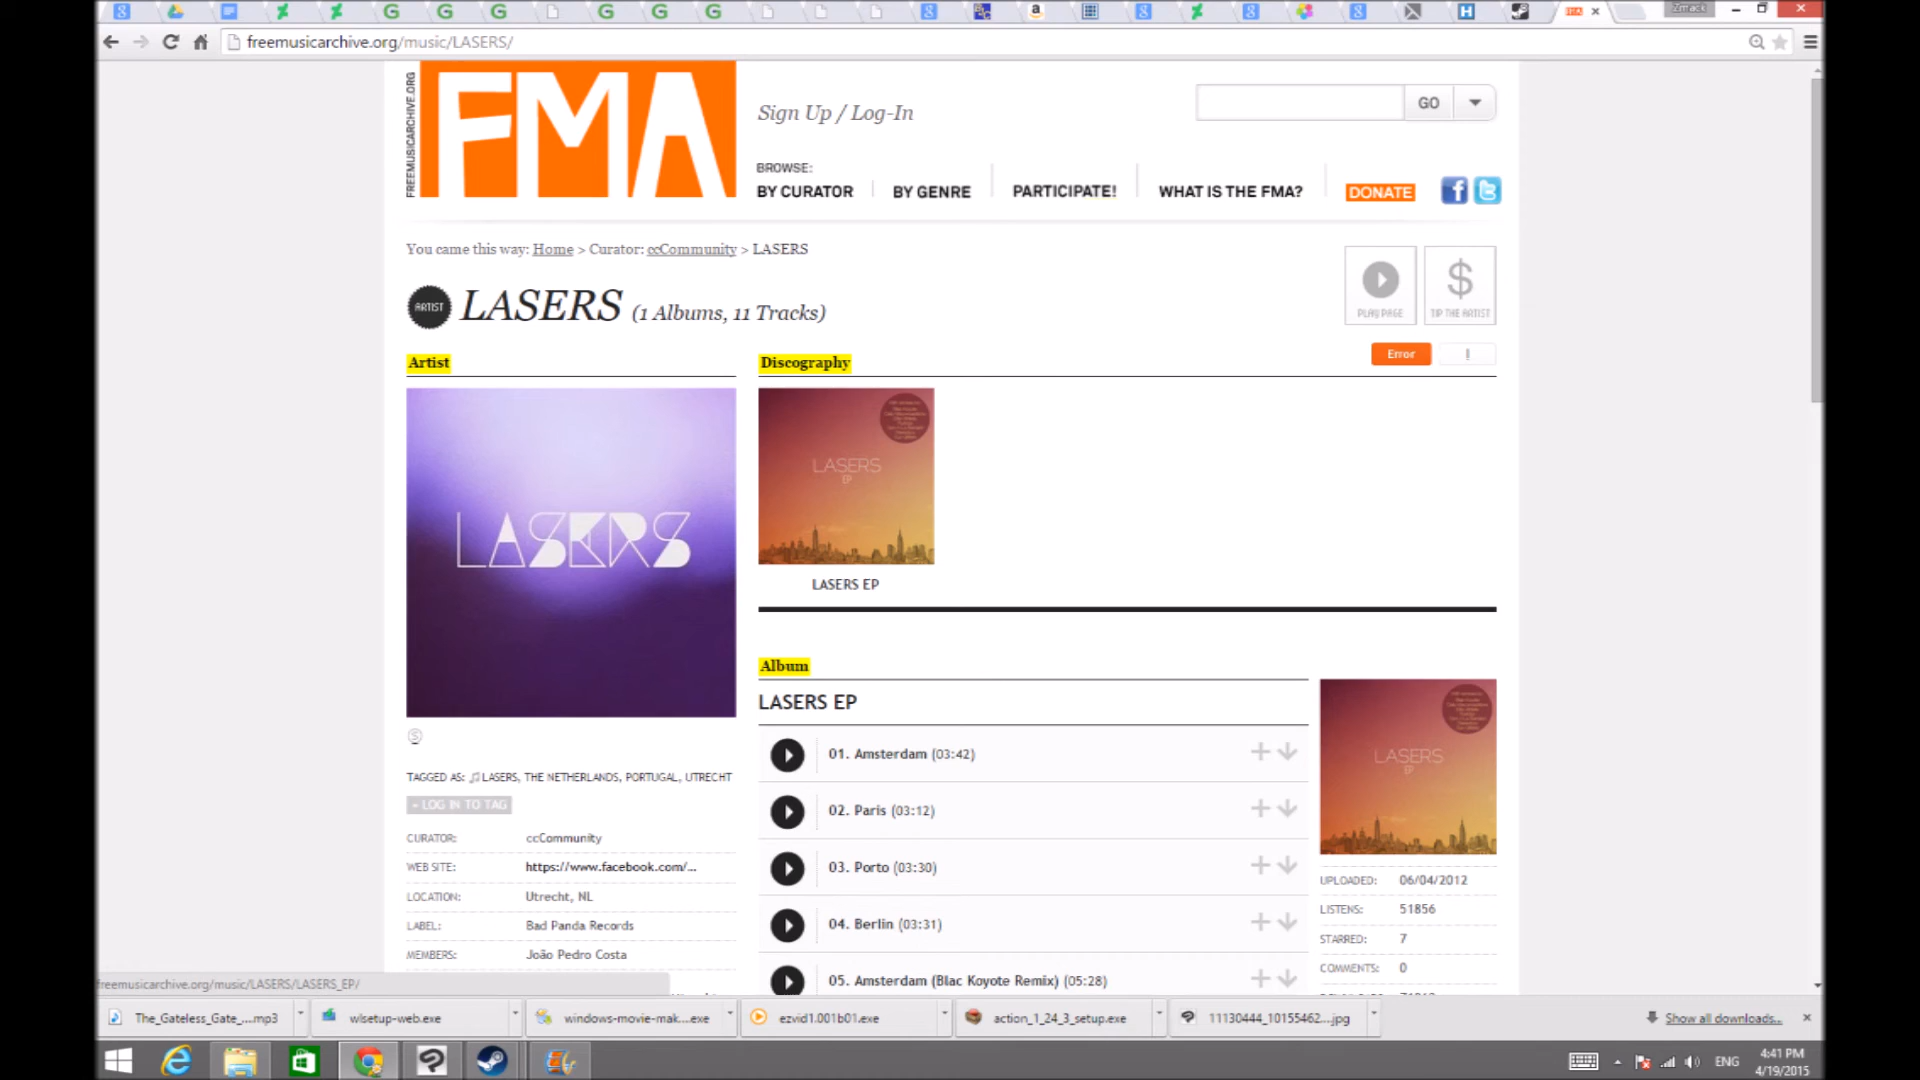 Zmack
freemusicarchive.org/music/LASERS/
FREEMUSICARCHIVE.ORG
FMA
Sign Up / Log-In
GO
BROWSE:
BY CURATOR
BY GENRE
PARTICIPATE!
WHAT IS THE FMA?
DONATE
You came this way: Home > Curator: ccCommunity > LASERS
ARTIST
LASERS (1 Albums, 11 Tracks)
PLAY PAGE
TIP THE ARTIST
Error
!
Artist
Discography
LASERS
LASERS
EP
LASERS EP
Album
LASERS EP
01. Amsterdam (03:42)
02. Paris (03:12)
03. Porto (03:30)
04. Berlin (03:31)
05. Amsterdam (Blac Koyote Remix) (05:28)
LASERS
EP
TAGGED AS: LASERS, THE NETHERLANDS, PORTUGAL, UTRECHT
+ LOG IN TO TAG
CURATOR: ccCommunity
WEB SITE: https://www.facebook.com/...
LOCATION: Utrecht, NL
LABEL: Bad Panda Records
MEMBERS: João Pedro Costa
UPLOADED: 06/04/2012
LISTENS: 51856
STARRED: 7
COMMENTS: 0
freemusicarchive.org/music/LASERS/LASERS_EP/
The_Gateless_Gate_....mp3
wlsetup-web.exe
windows-movie-mak....exe
ezvid1.001b01.exe
action_1_24_3_setup.exe
11130444_10155462....jpg
Show all downloads...
ENG
4:41 PM
4/19/2015